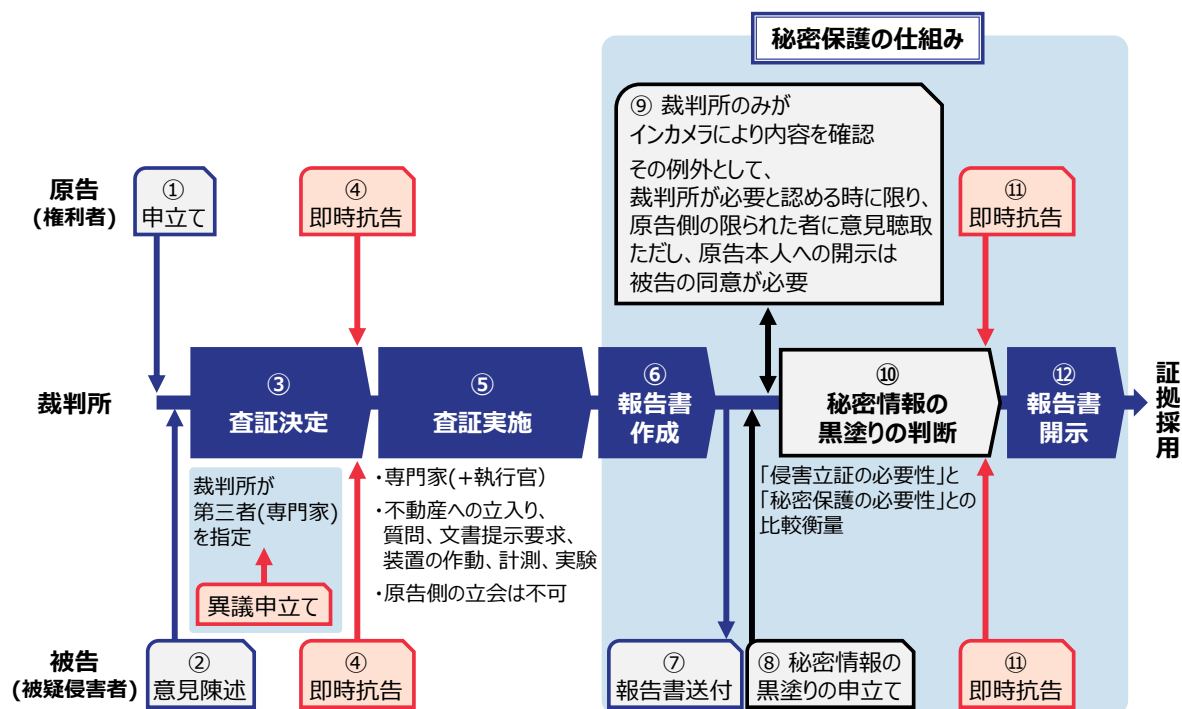 秘密保護の仕組み
⑨ 裁判所のみが
インカメラにより内容を確認
その例外として、
裁判所が必要と認める時に限り、
原告側の限られた者に意見聴取
ただし、原告本人への開示は
被告の同意が必要
原告
(権利者)
①
申立て
④
即時抗告
⑪
即時抗告
裁判所
③
査証決定
⑤
査証実施
⑥
報告書
作成
⑩
秘密情報の
黒塗りの判断
⑫
報告書
開示
証拠採用
裁判所が
第三者(専門家)
を指定
異議申立て
・専門家(+執行官)
・不動産への立入り、
質問、文書提示要求、
装置の作動、計測、実験
・原告側の立会は不可
「侵害立証の必要性」と
「秘密保護の必要性」との
比較衡量
被告
(被疑侵害者)
②
意見陳述
④
即時抗告
⑦
報告書送付
⑧ 秘密情報の
黒塗りの申立て
⑪
即時抗告